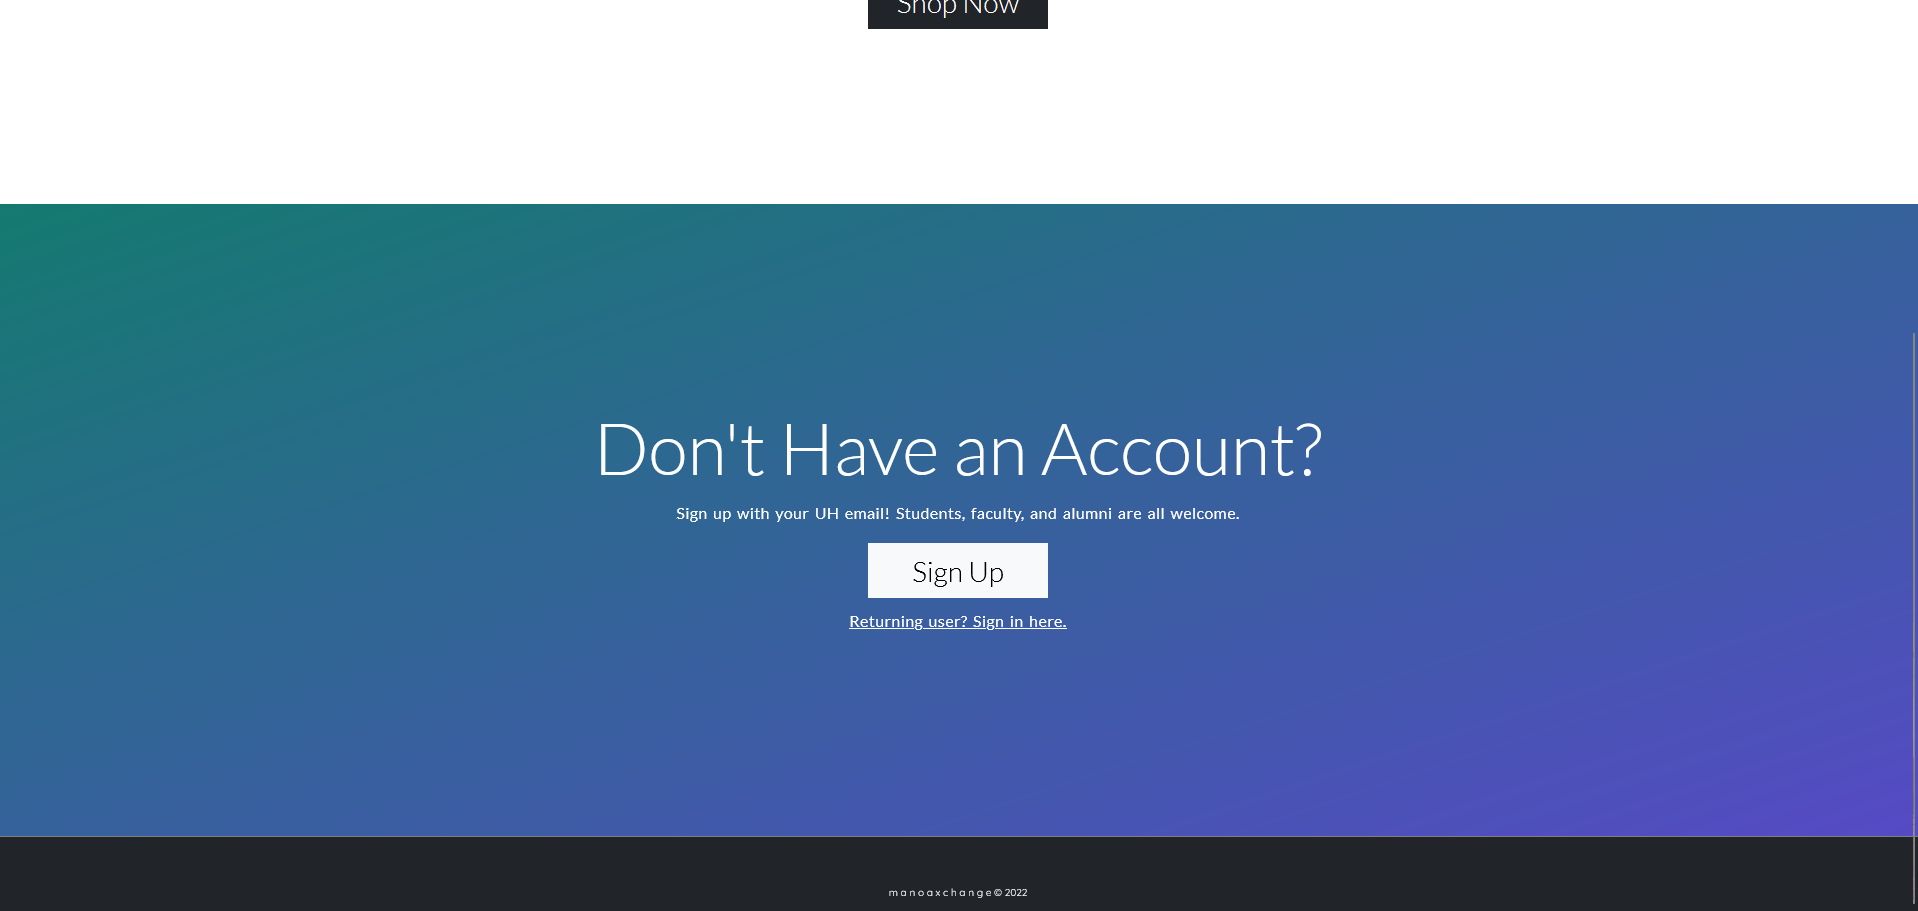 Shop Now
Don't Have an Account?
Sign up with your UH email! Students, faculty, and alumni are all welcome.
Sign Up
Returning user? Sign in here.
manoaxchange© 2022